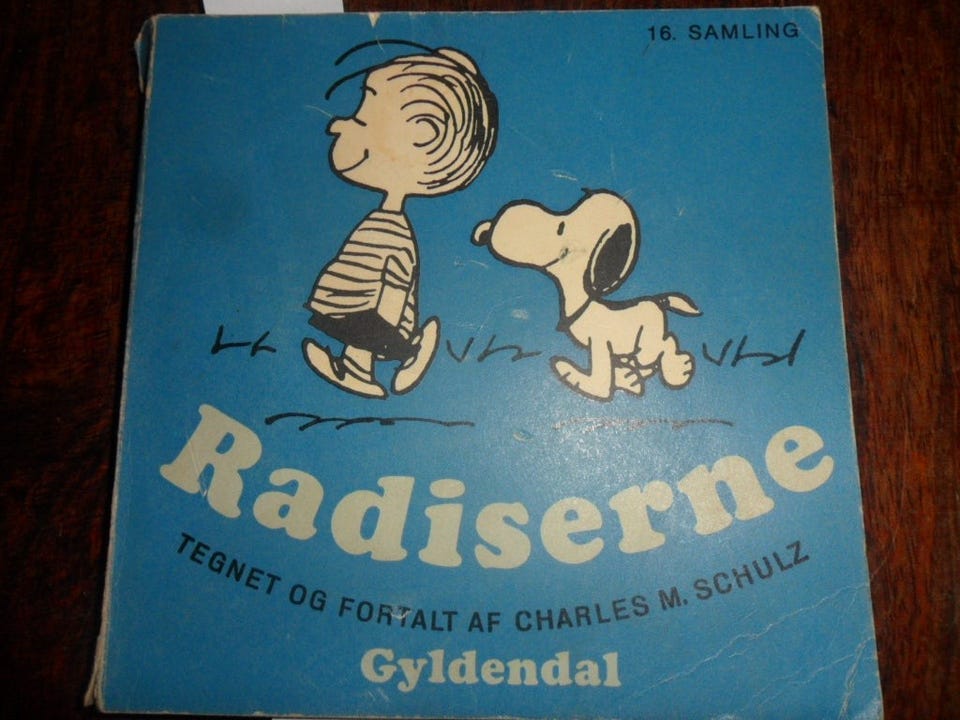 16. SAMLING
Radiserne
TEGNET OG FORTALT AF CHARLES M. SCHULZ
Gyldendal